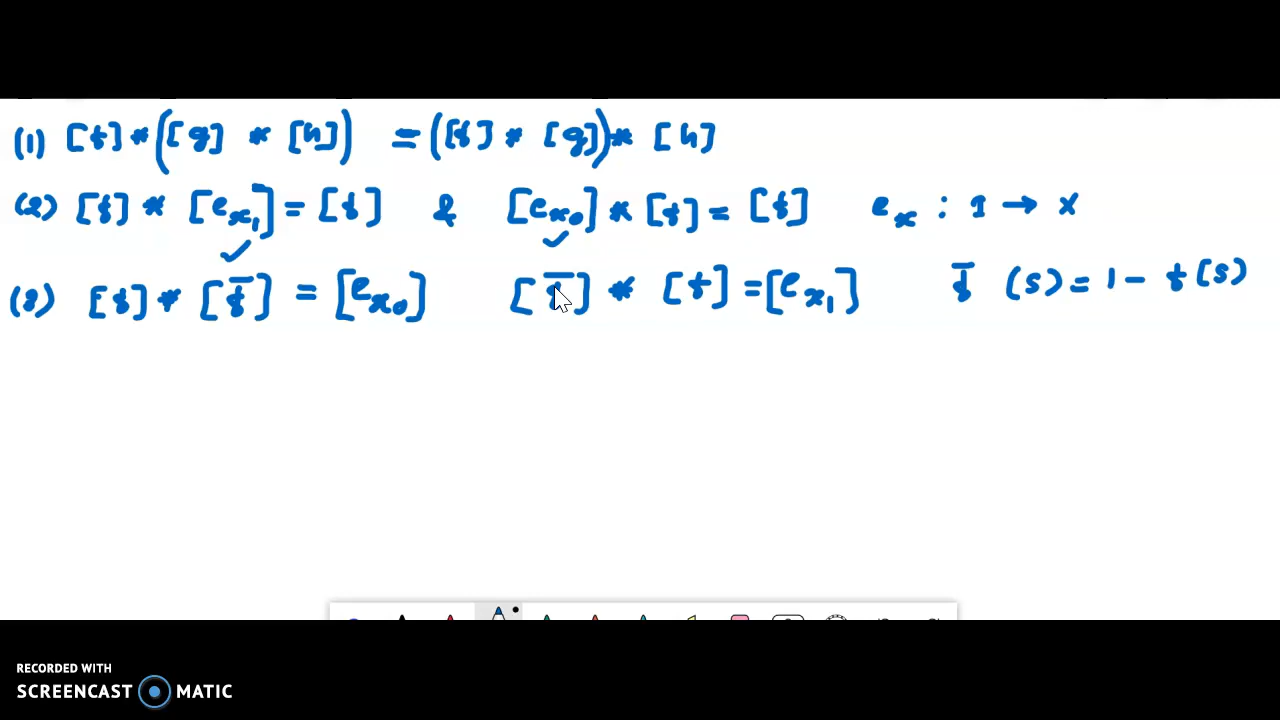 (1) [f] * ([g] * [h]) = ([f] * [g]) * [h]
(2) [f] * [e_{x_1}] = [f] & [e_{x_0}] * [f] = [f] e_x : I → X
(3) [f] * [f̄] = [e_{x_0}] [f̄] * [f] = [e_{x_1}] f̄ (s) = 1 - f(s)
RECORDED WITH
SCREENCAST MATIC